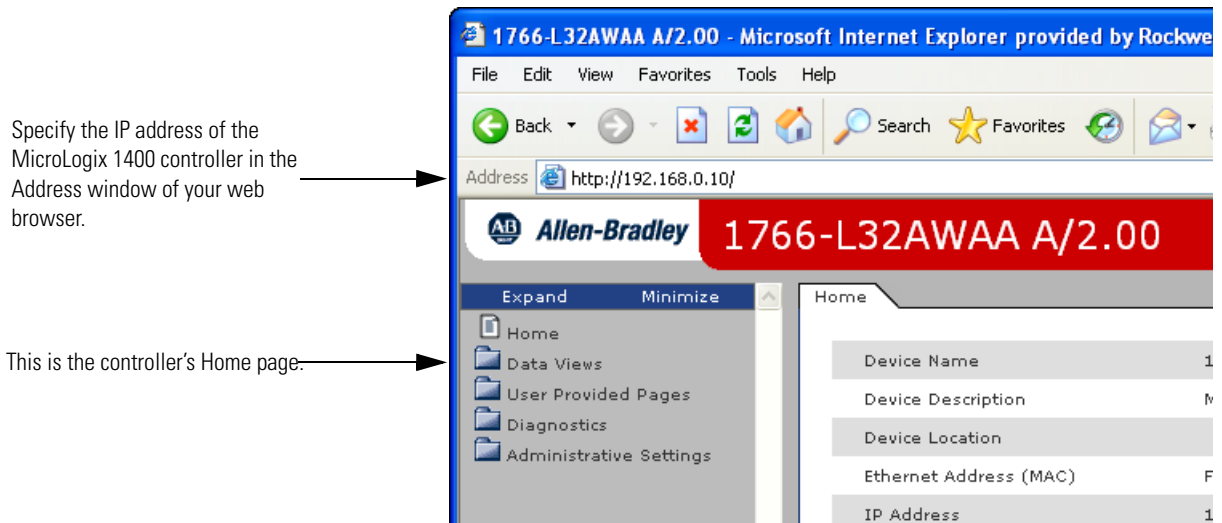 1766-L32AWAA A/2.00 - Microsoft Internet Explorer provided by Rockwe
File Edit View Favorites Tools Help
Back Search Favorites
Specify the IP address of the
MicroLogix 1400 controller in the
Address window of your web
browser.
Address http://192.168.0.10/
AB Allen-Bradley 1766-L32AWAA A/2.00
Expand Minimize
Home
Home
This is the controller's Home page.
Data Views
User Provided Pages
Diagnostics
Administrative Settings
Device Name 1
Device Description
Device Location
Ethernet Address (MAC) F
IP Address 1